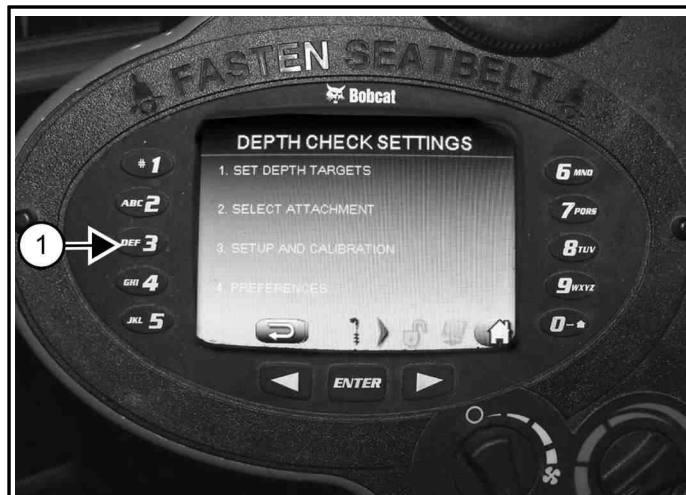 FASTEN SEATBELT
Bobcat
DEPTH CHECK SETTINGS
1. SET DEPTH TARGETS
2. SELECT ATTACHMENT
3. SETUP AND CALIBRATION
4. PREFERENCES
# 1
ABC 2
DEF 3
GHI 4
JKL 5
6 MNO
7 PQRS
8 TUV
9 WXYZ
0
ENTER
1